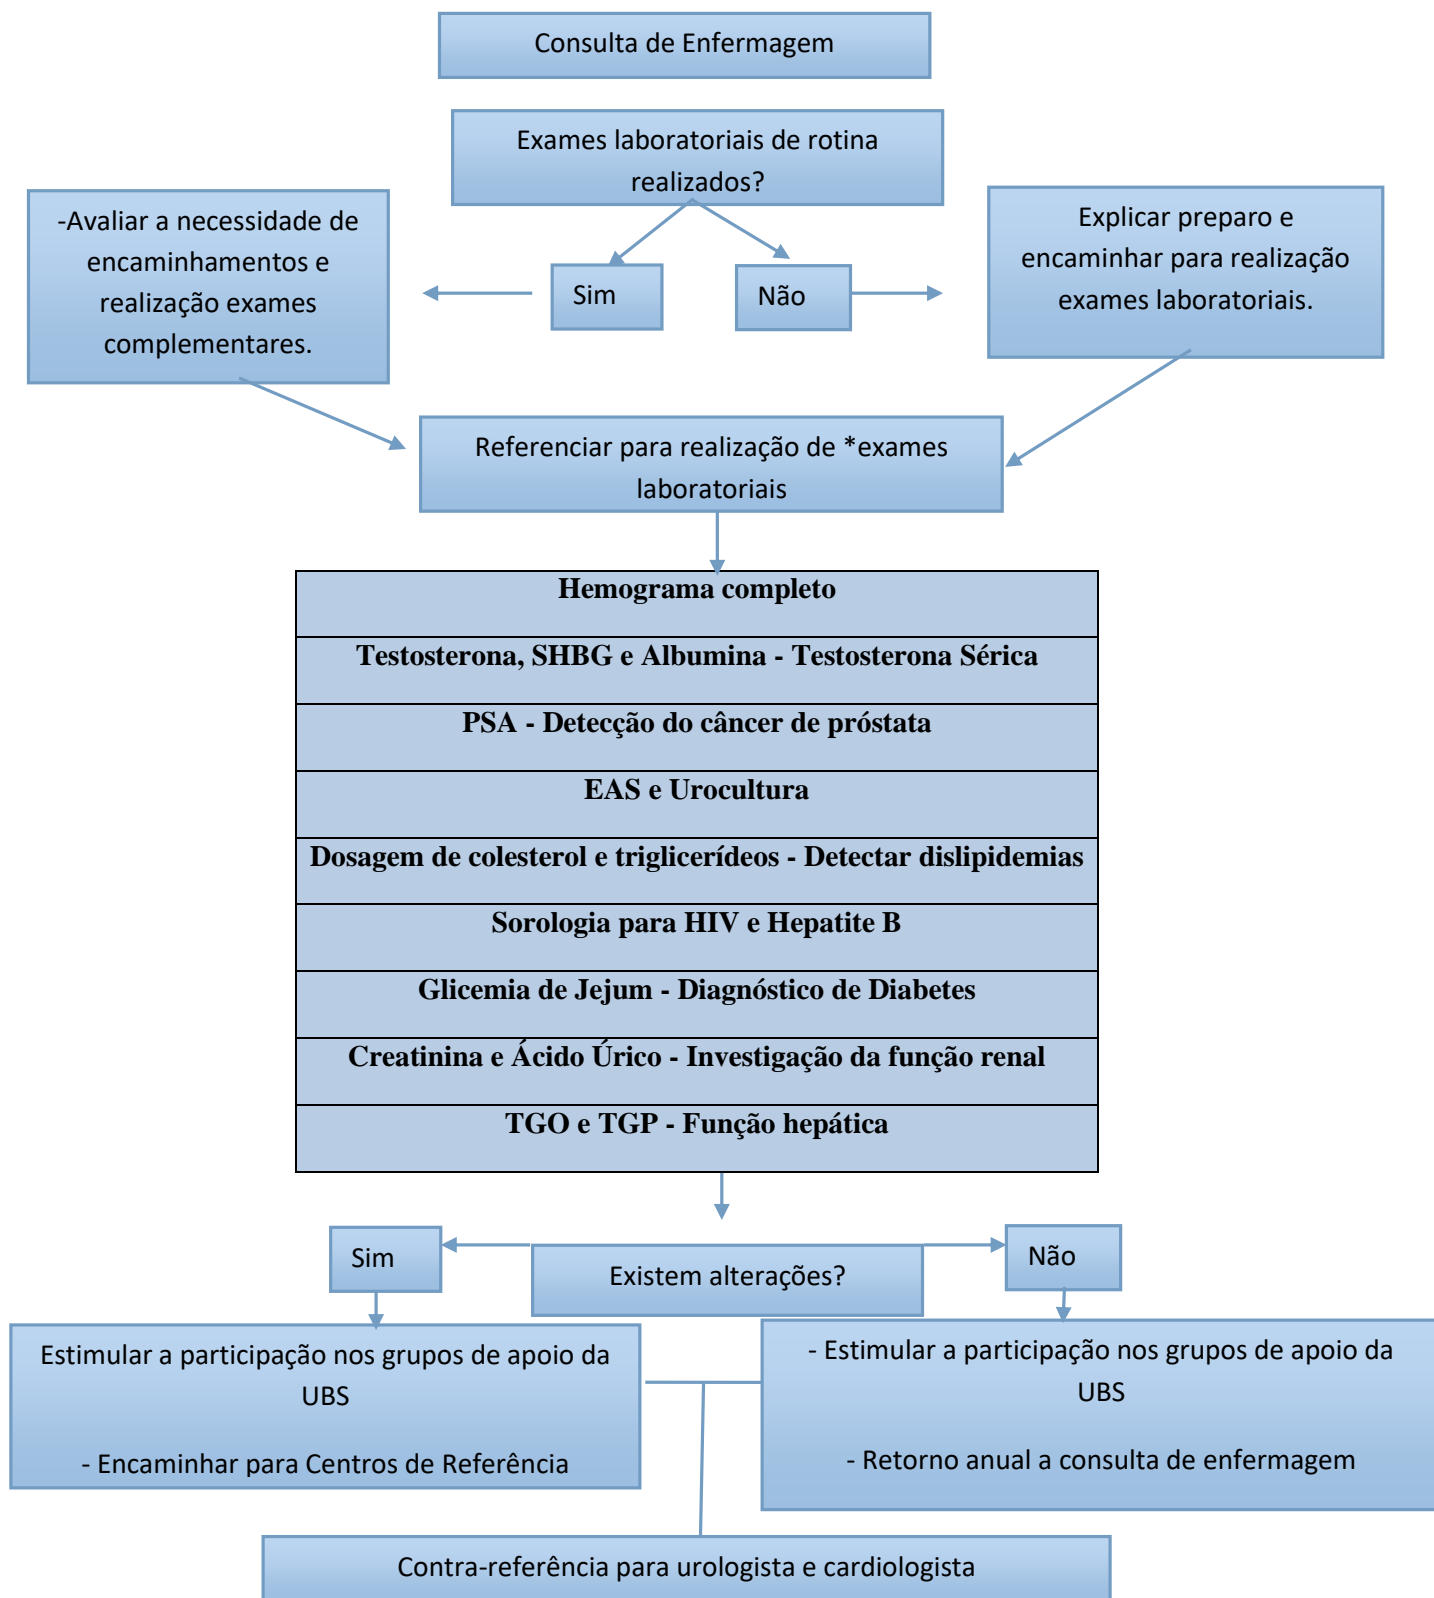 Consulta de Enfermagem
Exames laboratoriais de rotina
realizados?
-Avaliar a necessidade de
encaminhamentos e
realização exames
complementares.
Sim
Não
Explicar preparo e
encaminhar para realização
exames laboratoriais.
Referenciar para realização de *exames
laboratoriais
Hemograma completo
Testosterona, SHBG e Albumina - Testosterona Sérica
PSA - Detecção do câncer de próstata
EAS e Urocultura
Dosagem de colesterol e triglicerídeos - Detectar dislipidemias
Sorologia para HIV e Hepatite B
Glicemia de Jejum - Diagnóstico de Diabetes
Creatinina e Ácido Úrico - Investigação da função renal
TGO e TGP - Função hepática
Sim
Existem alterações?
Não
Estimular a participação nos grupos de apoio da
UBS
- Encaminhar para Centros de Referência
- Estimular a participação nos grupos de apoio da
UBS
- Retorno anual a consulta de enfermagem
Contra-referência para urologista e cardiologista